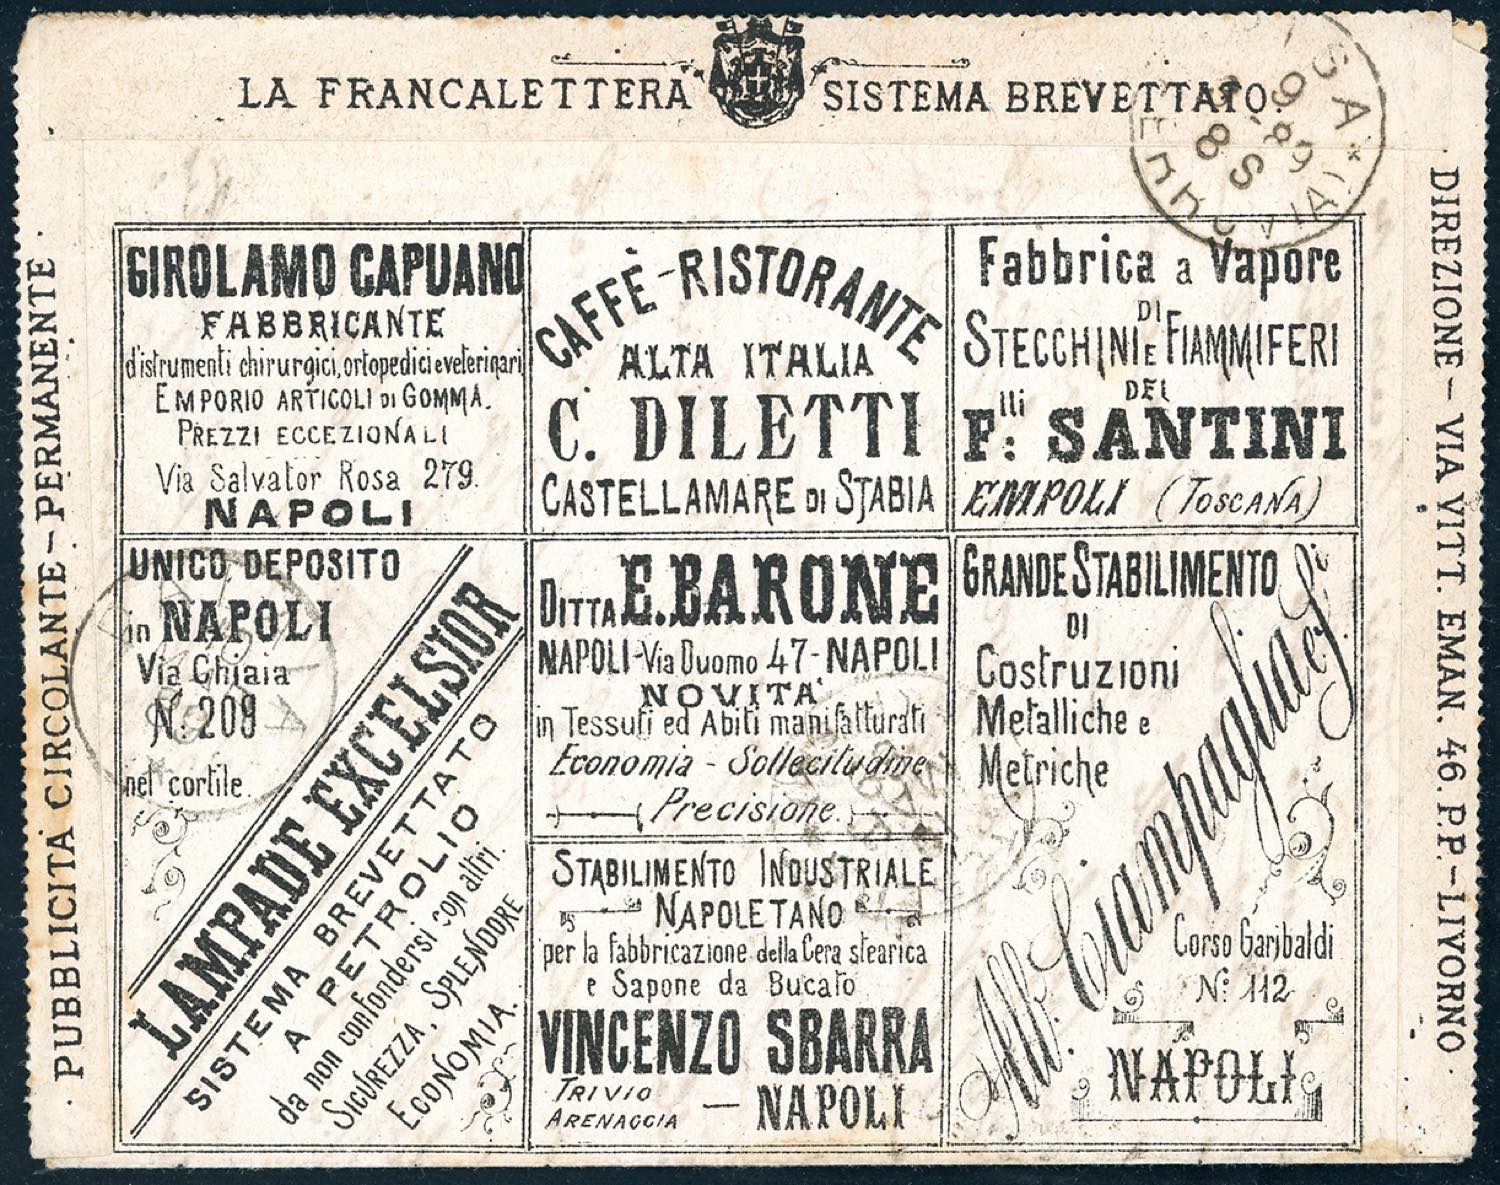 LA FRANCALETTERA SISTEMA BREVETTATO.
PUBBLICITÀ CIRCOLANTE - PERMANENTE
GIROLAMO CAPUANO
FABBRICANTE
d'istrumenti chirurgici, ortopedici e veterinari
EMPORIO ARTICOLI DI GOMMA.
PREZZI ECCEZIONALI
Via Salvator Rosa 279.
NAPOLI
CAFFÈ-RISTORANTE
ALTA ITALIA
C. DILETTI
CASTELLAMARE DI STABIA
Fabbrica a Vapore
DI
STECCHINI E FIAMMIFERI
DEI
F.lli SANTINI
EMPOLI (TOSCANA)
UNICO DEPOSITO
in NAPOLI
Via Chiaia
N. 209
nel cortile.
LAMPADE EXCELSIOR
SISTEMA BREVETTATO
A PETROLIO
da non confondersi con altri.
SICUREZZA, SPLENDORE
ECONOMIA.
DITTA E. BARONE
NAPOLI-Via Duomo 47-NAPOLI
NOVITA'
in Tessuti ed Abiti manifatturati
Economia - Sollecitudine
Precisione.
STABILIMENTO INDUSTRIALE
NAPOLETANO
per la fabbricazione della Cera stearica
e Sapone da Bucato
VINCENZO SBARRA
TRIVIO
ARENACCIA — NAPOLI
GRANDE STABILIMENTO
DI
Costruzioni
Metalliche e
Metriche
Alb. Ciampaglia
Corso Garibaldi
N. 112
NAPOLI
DIREZIONE - VIA VITT. EMAN. 46. P.P. - LIVORNO
8 S